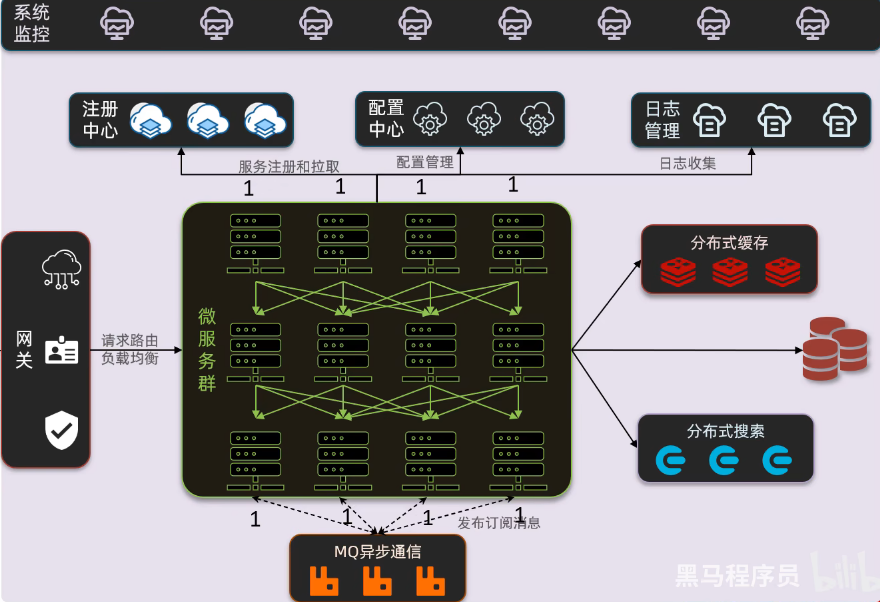 系统
监控
注册
中心
配置
中心
日志
管理
服务注册和拉取
配置管理
日志收集
1
1
1
1
网
关
请求路由
负载均衡
微
服
务
群
分布式缓存
分布式搜索
1
1
1
1
发布订阅消息
MQ异步通信
黑马程序员